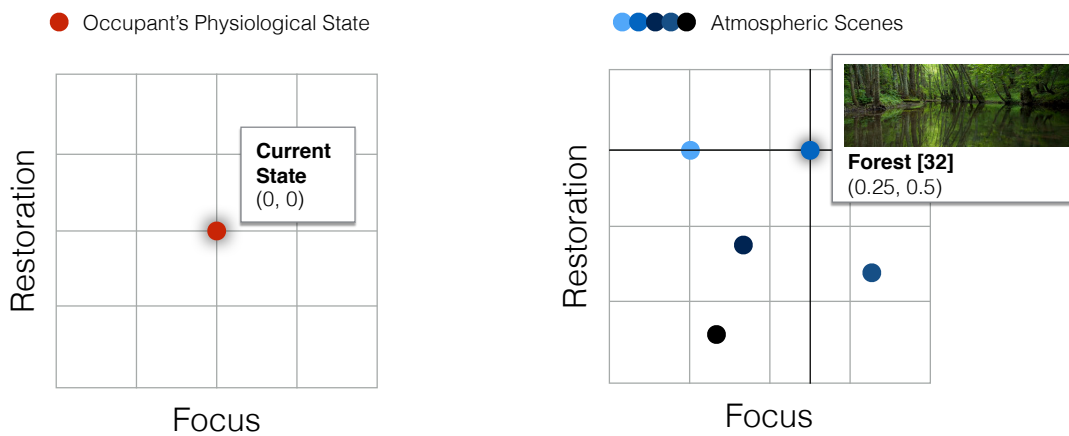 Occupant's Physiological State
Current
State
(0, 0)
Restoration
Focus
Atmospheric Scenes
Forest [32]
(0.25, 0.5)
Restoration
Focus